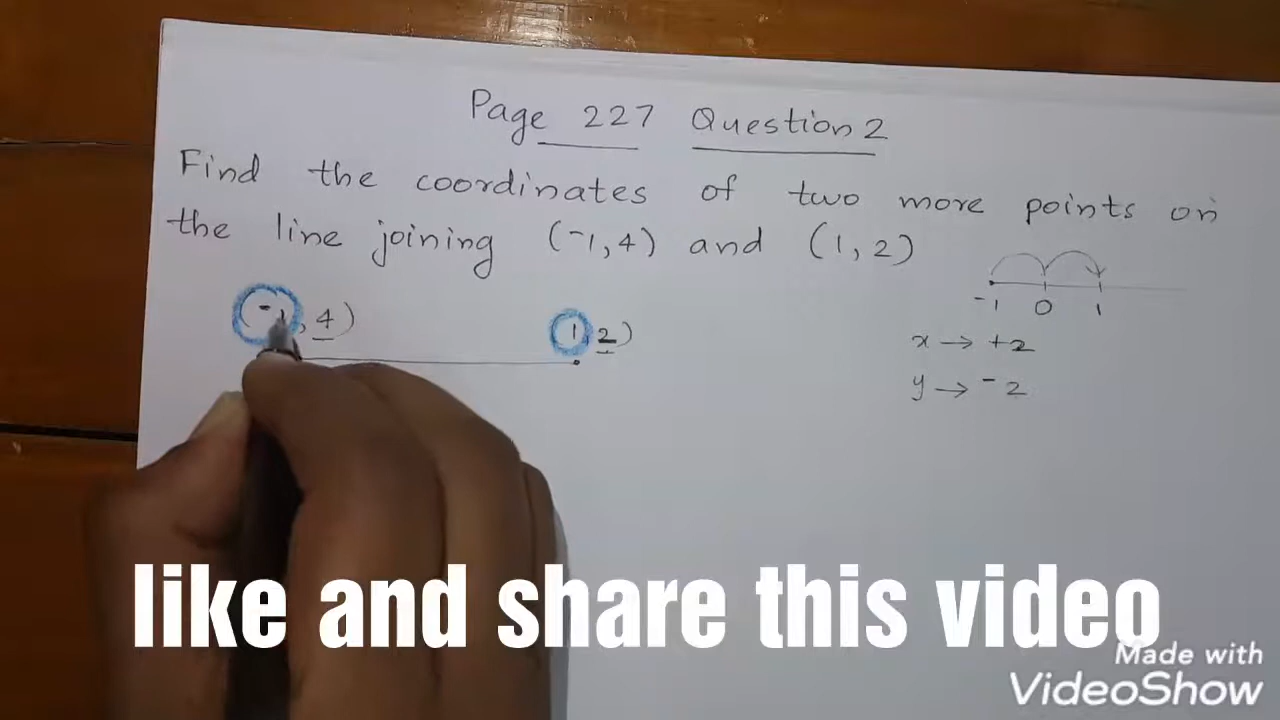 Page 227 Question 2
Find the coordinates of two more points on
the line joining (-1, 4) and (1, 2)
-1 0 1
(-1, 4) 1, 2)
x → +2
y → -2
like and share this video
Made with
VideoShow